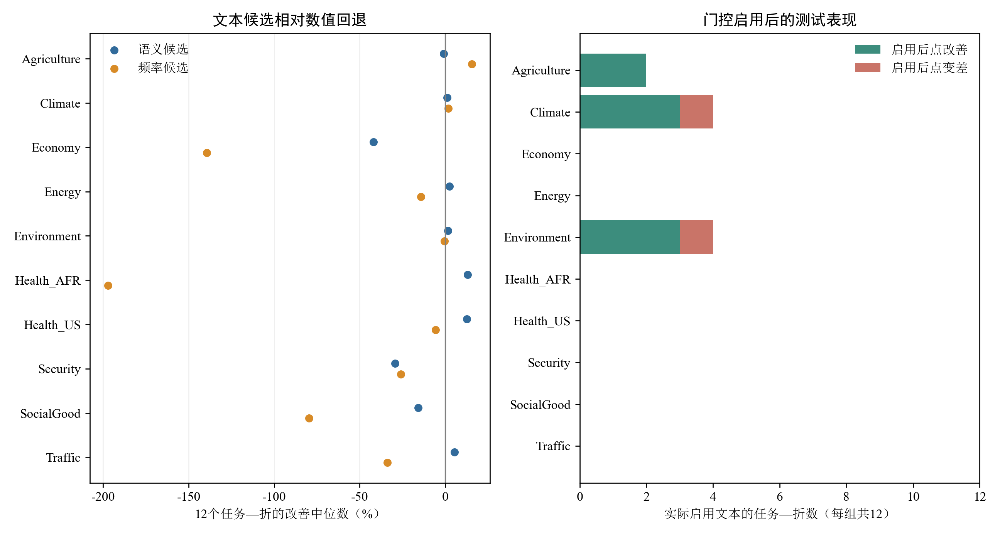 文本候选相对数值回退
语义候选
频率候选
Agriculture
Climate
Economy
Energy
Environment
Health_AFR
Health_US
Security
SocialGood
Traffic
-200 -150 -100 -50 0
12个任务—折的改善中位数（%）
门控启用后的测试表现
启用后点改善
启用后点变差
Agriculture
Climate
Economy
Energy
Environment
Health_AFR
Health_US
Security
SocialGood
Traffic
0 2 4 6 8 10 12
实际启用文本的任务—折数（每组共12）